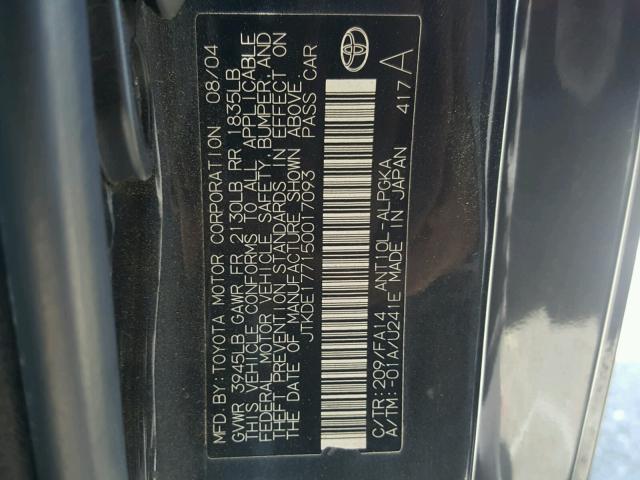 MFD. BY: TOYOTA MOTOR CORPORATION 08/04
GVWR 3945LB GAWR FR 2130LB RR 1835LB
THIS VEHICLE CONFORMS TO ALL APPLICABLE
FEDERAL MOTOR VEHICLE SAFETY, BUMPER, AND
THEFT PREVENTION STANDARDS IN EFFECT ON
THE DATE OF MANUFACTURE SHOWN ABOVE.
JTKDE177150017093 PASS CAR
C/TR: 209/FA14 ANT10L-ALPGKA 417A
A/TM: -01A/U241E MADE IN JAPAN